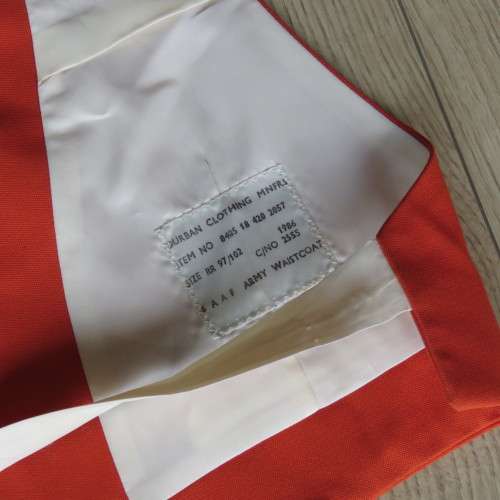 DURBAN CLOTHING MNFRS
ITEM NO 8405 18 420 2057
1986
SIZE RR 97/102 C/NO 2555
A A F ARMY WAISTCOAT